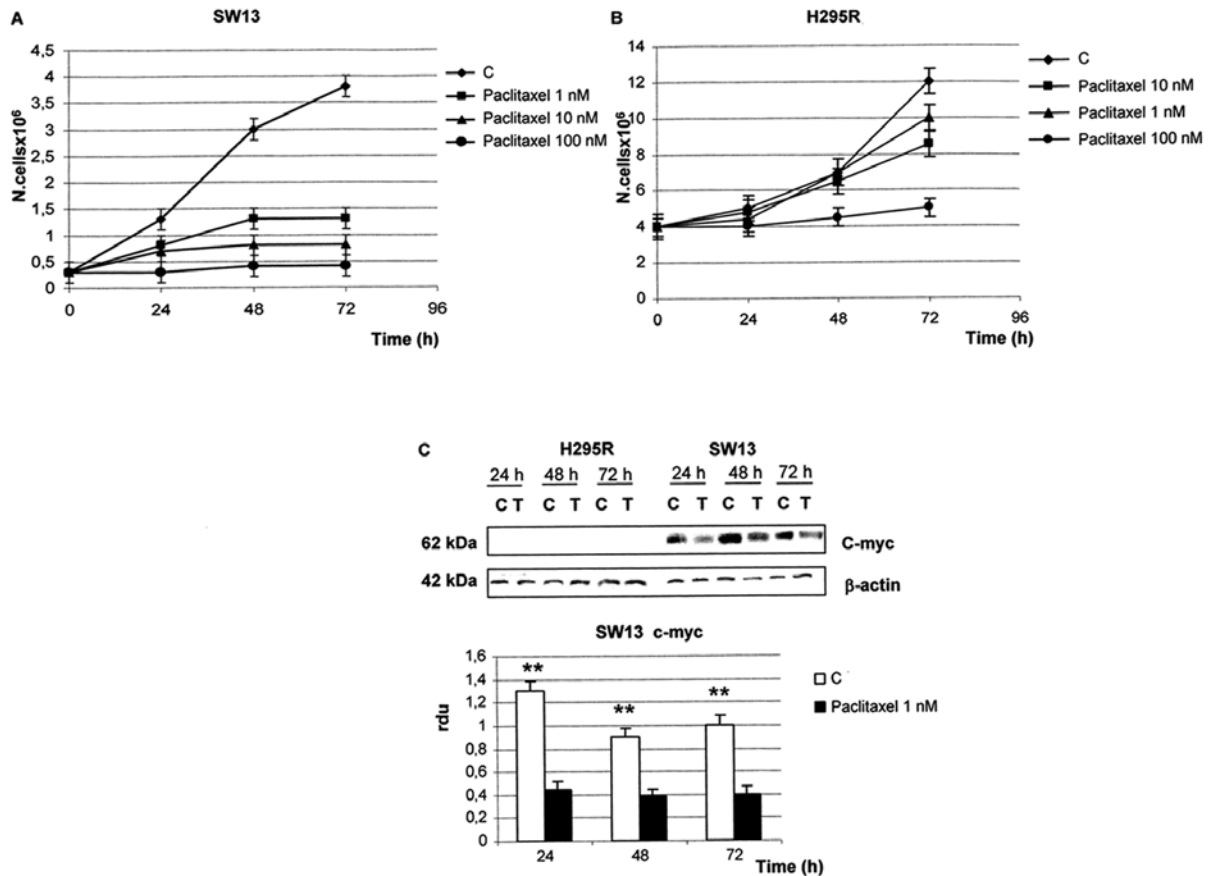 A
SW13
4,5
4
3,5
3
2,5
2
1,5
1
0,5
0
N.cellsx10⁶
0 24 48 72 96
Time (h)
C
Paclitaxel 1 nM
Paclitaxel 10 nM
Paclitaxel 100 nM
B
H295R
14
12
10
8
6
4
2
0
N.cellsx10⁶
0 24 48 72 96
Time (h)
C
Paclitaxel 10 nM
Paclitaxel 1 nM
Paclitaxel 100 nM
C
H295R SW13
24 h 48 h 72 h 24 h 48 h 72 h
C T C T C T C T C T C T
62 kDa C-myc
42 kDa β-actin
SW13 c-myc
1,6
1,4
1,2
1
0,8
0,6
0,4
0,2
0
rdu
** ** **
24 48 72
Time (h)
C
Paclitaxel 1 nM